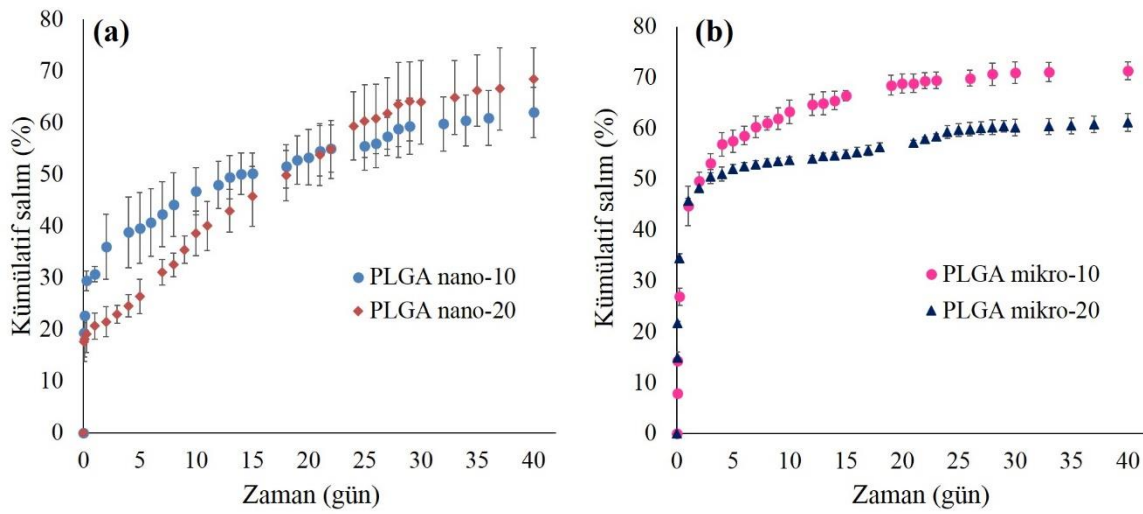 (a)
80
70
60
50
40
30
20
10
0
Kümülatif salım (%)
PLGA nano-10
PLGA nano-20
0 5 10 15 20 25 30 35 40
Zaman (gün)
(b)
80
70
60
50
40
30
20
10
0
Kümülatif salım (%)
PLGA mikro-10
PLGA mikro-20
0 5 10 15 20 25 30 35 40
Zaman (gün)